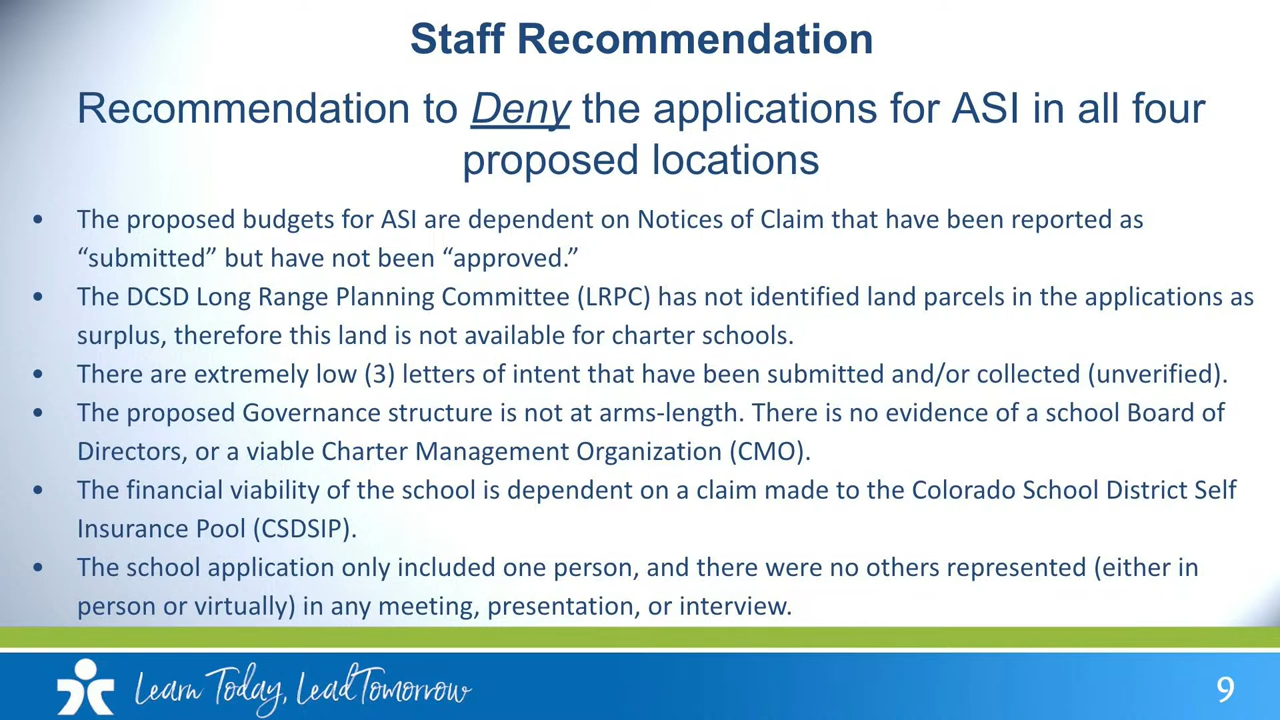 Staff Recommendation
Recommendation to Deny the applications for ASI in all four
proposed locations
• The proposed budgets for ASI are dependent on Notices of Claim that have been reported as
“submitted” but have not been “approved.”
• The DCSD Long Range Planning Committee (LRPC) has not identified land parcels in the applications as
surplus, therefore this land is not available for charter schools.
• There are extremely low (3) letters of intent that have been submitted and/or collected (unverified).
• The proposed Governance structure is not at arms-length. There is no evidence of a school Board of
Directors, or a viable Charter Management Organization (CMO).
• The financial viability of the school is dependent on a claim made to the Colorado School District Self
Insurance Pool (CSDSIP).
• The school application only included one person, and there were no others represented (either in
person or virtually) in any meeting, presentation, or interview.
Learn Today, Lead Tomorrow
9